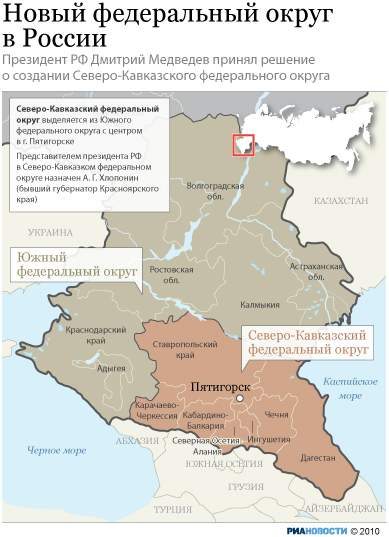 Новый федеральный округ
в России
Президент РФ Дмитрий Медведев принял решение
о создании Северо-Кавказского федерального округа
Северо-Кавказский федеральный
округ выделяется из Южного
федерального округа с центром
в г. Пятигорске
Представителем президента РФ
в Северо-Кавказком федеральном
округе назначен А. Г. Хлопонин
(бывший губернатор Красноярского
края)
Волгоградская
обл.
КАЗАХСТАН
УКРАИНА
Южный
федеральный округ
Ростовская
обл.
Астраханская
обл.
Калмыкия
Краснодарский
край
Ставропольский
край
Северо-Кавказский
федеральный округ
Адыгея
Пятигорск
Каспийское
море
Карачаево-
Черкессия
Кабардино-
Балкария
Чечня
Северная Осетия
Алания
Ингушетия
Дагестан
Черное море
АБХАЗИЯ
ЮЖНАЯ ОСЕТИЯ
ГРУЗИЯ
ТУРЦИЯ
АЗЕРБАЙДЖАН
РИАНОВОСТИ © 2010